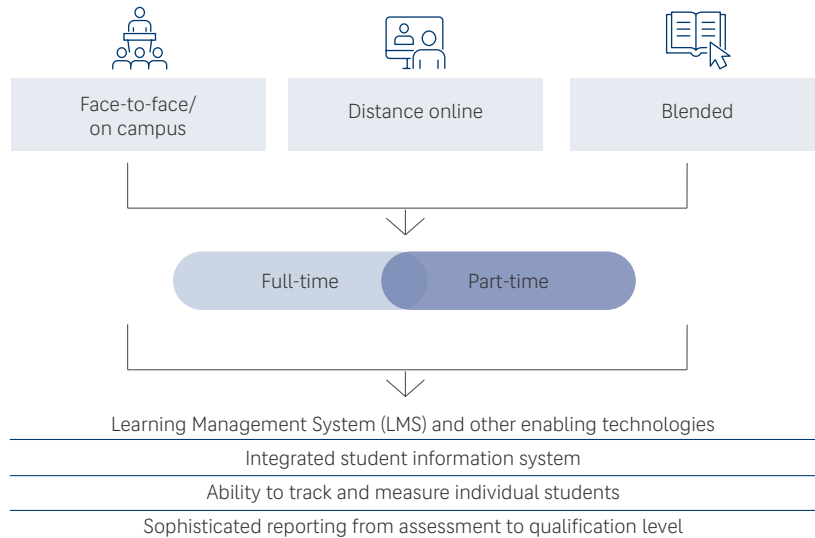 Face-to-face/
on campus
Distance online
Blended
Full-time
Part-time
Learning Management System (LMS) and other enabling technologies
Integrated student information system
Ability to track and measure individual students
Sophisticated reporting from assessment to qualification level